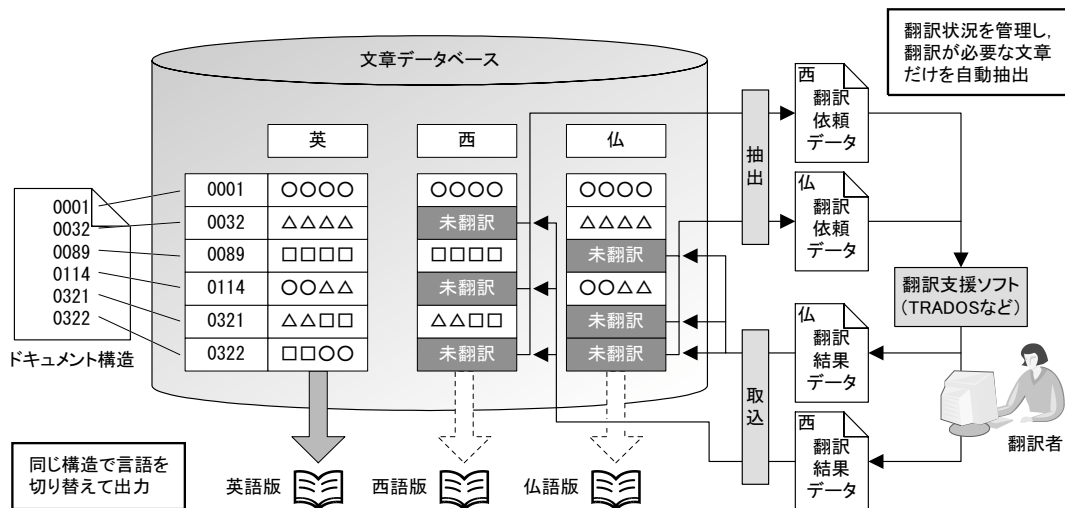 文章データベース
翻訳状況を管理し,
翻訳が必要な文章
だけを自動抽出
英
西
仏
0001 ○○○○ ○○○○ ○○○○
0032 △△△△ 未翻訳 △△△△
0089 □□□□ □□□□ 未翻訳
0114 ○○△△ 未翻訳 ○○△△
0321 △△□□ △△□□ 未翻訳
0322 □□○○ 未翻訳 未翻訳
0001
0032
0089
0114
0321
0322
ドキュメント構造
抽出
西
翻訳
依頼
データ
仏
翻訳
依頼
データ
翻訳支援ソフト
(TRADOSなど)
取込
仏
翻訳
結果
データ
西
翻訳
結果
データ
翻訳者
同じ構造で言語を
切り替えて出力
英語版
西語版
仏語版